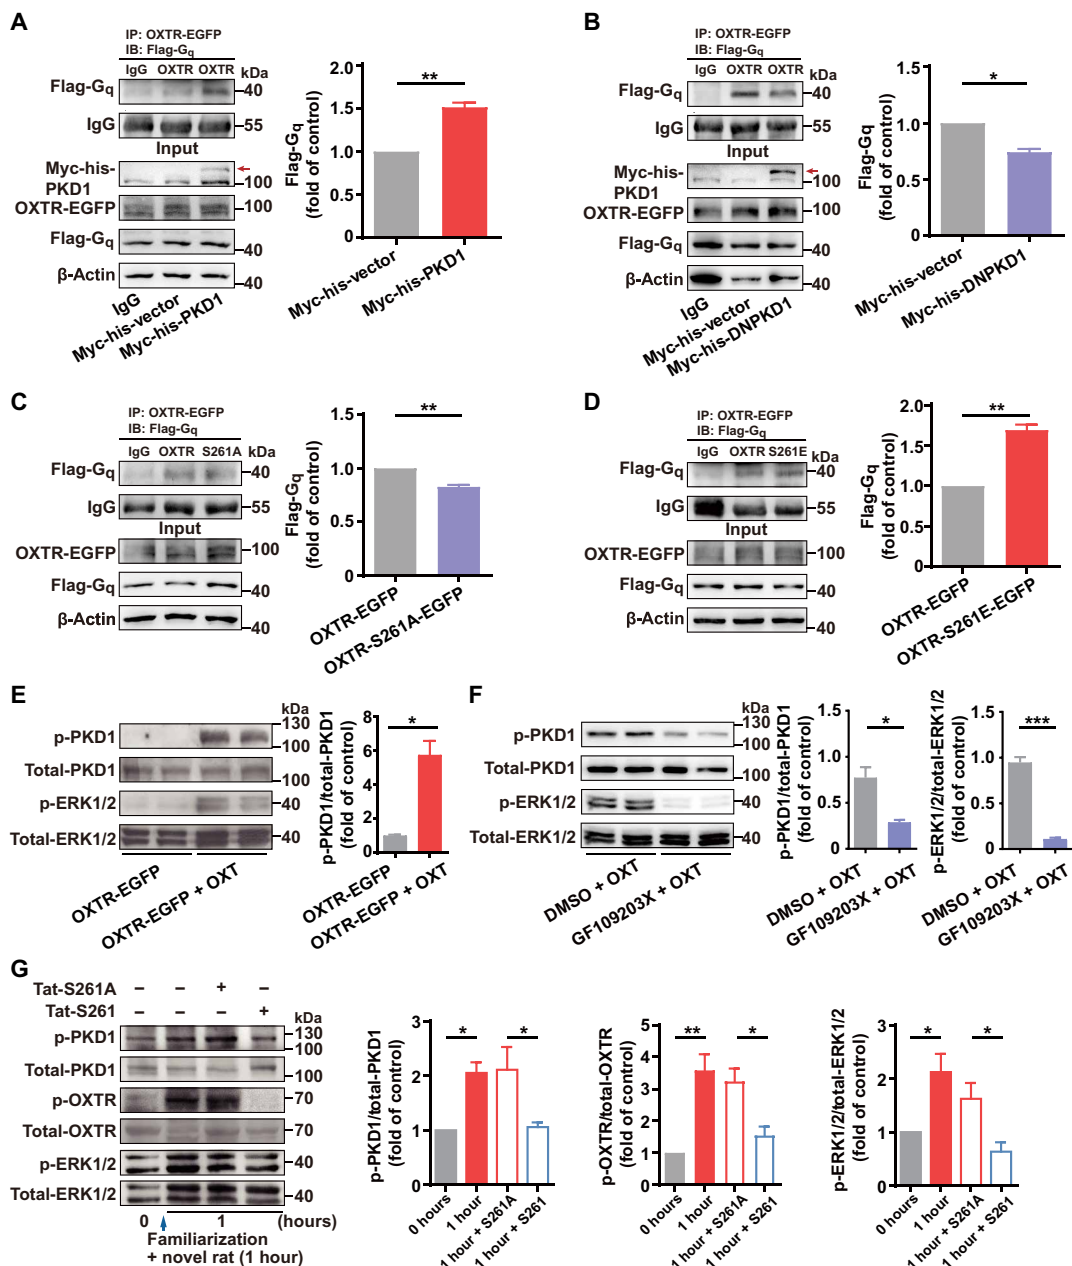 A
IP: OXTR-EGFP
IB: Flag-Gq
IgG OXTR OXTR kDa
Flag-Gq
40
IgG
55
Input
Myc-his-PKD1
100
OXTR-EGFP
100
Flag-Gq
40
β-Actin
40
IgG
Myc-his-vector
Myc-his-PKD1
Flag-Gq
(fold of control)
2.0
1.5
1.0
0.5
0
**
Myc-his-vector
Myc-his-PKD1
B
IP: OXTR-EGFP
IB: Flag-Gq
IgG OXTR OXTR kDa
Flag-Gq
40
IgG
55
Input
Myc-his-PKD1
100
OXTR-EGFP
100
Flag-Gq
40
β-Actin
40
IgG
Myc-his-vector
Myc-his-DNPKD1
Flag-Gq
(fold of control)
1.5
1.0
0.5
0
*
Myc-his-vector
Myc-his-DNPKD1
C
IP: OXTR-EGFP
IB: Flag-Gq
IgG OXTR S261A kDa
Flag-Gq
40
IgG
55
Input
OXTR-EGFP
100
Flag-Gq
40
β-Actin
40
Flag-Gq
(fold of control)
1.5
1.0
0.5
0
**
OXTR-EGFP
OXTR-S261A-EGFP
D
IP: OXTR-EGFP
IB: Flag-Gq
IgG OXTR S261E kDa
Flag-Gq
40
IgG
55
Input
OXTR-EGFP
100
Flag-Gq
40
β-Actin
40
Flag-Gq
(fold of control)
2.0
1.5
1.0
0.5
0
**
OXTR-EGFP
OXTR-S261E-EGFP
E
kDa
p-PKD1
130
100
Total-PKD1
100
p-ERK1/2
40
Total-ERK1/2
40
OXTR-EGFP
OXTR-EGFP + OXT
p-PKD1/total-PKD1
(fold of control)
8
6
4
2
0
*
OXTR-EGFP
OXTR-EGFP + OXT
F
kDa
p-PKD1
130
100
Total-PKD1
100
p-ERK1/2
40
Total-ERK1/2
40
DMSO + OXT
GF109203X + OXT
p-PKD1/total-PKD1
(fold of control)
1.5
1.0
0.5
0
*
DMSO + OXT
GF109203X + OXT
p-ERK1/2/total-ERK1/2
(fold of control)
1.5
1.0
0.5
0
***
DMSO + OXT
GF109203X + OXT
G
Tat-S261A – – + –
Tat-S261 – – – +
kDa
p-PKD1
130
100
Total-PKD1
100
p-OXTR
70
Total-OXTR
70
p-ERK1/2
40
Total-ERK1/2
40
0 1 (hours)
Familiarization
+ novel rat (1 hour)
p-PKD1/total-PKD1
(fold of control)
3
2
1
0
* *
0 hours
1 hour
1 hour + S261A
1 hour + S261
p-OXTR/total-OXTR
(fold of control)
6
4
2
0
** *
0 hours
1 hour
1 hour + S261A
1 hour + S261
p-ERK1/2/total-ERK1/2
(fold of control)
3
2
1
0
* *
0 hours
1 hour
1 hour + S261A
1 hour + S261